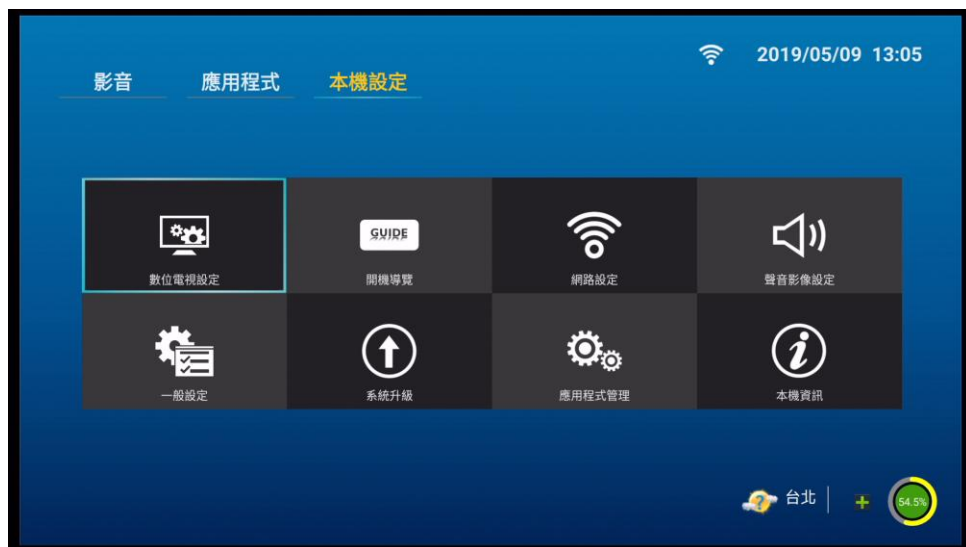 2019/05/09 13:05
影音 應用程式 本機設定
數位電視設定 開機導覽 網路設定 聲音影像設定
一般設定 系統升級 應用程式管理 本機資訊
GUIDE
台北
54.5%